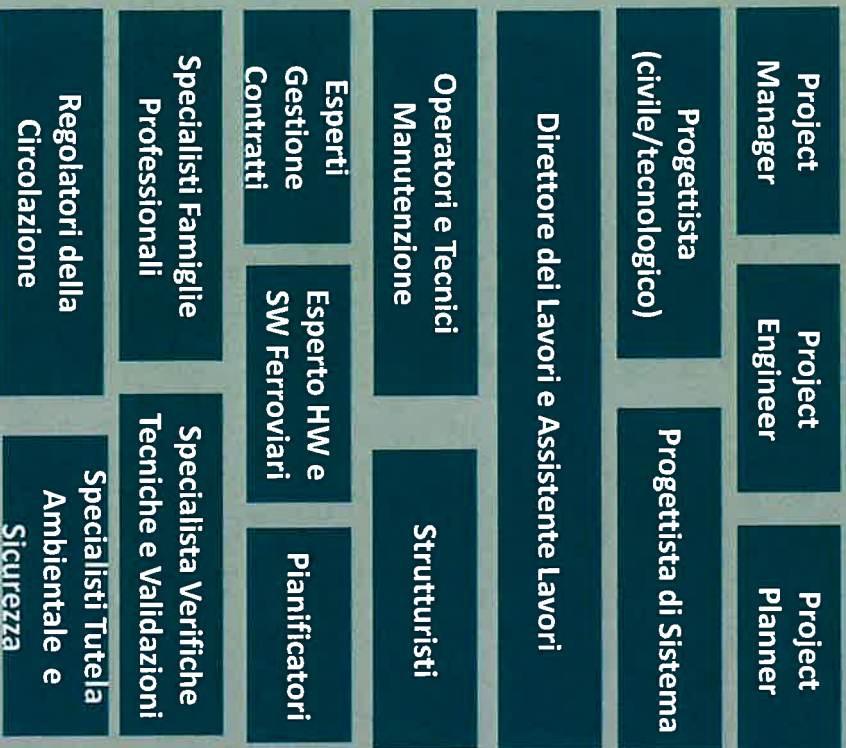 Project
Manager
Project
Engineer
Project
Planner
Progettista
(civile/tecnologico)
Progettista di Sistema
Direttore dei Lavori e Assistente Lavori
Operatori e Tecnici
Manutenzione
Strutturisti
Esperti
Gestione
Contratti
Esperto HW e
SW Ferroviari
Pianificatori
Specialisti Famiglie
Professionali
Specialista Verifiche
Tecniche e Validazioni
Regolatori della
Circolazione
Specialisti Tutela
Ambientale e
Sicurezza